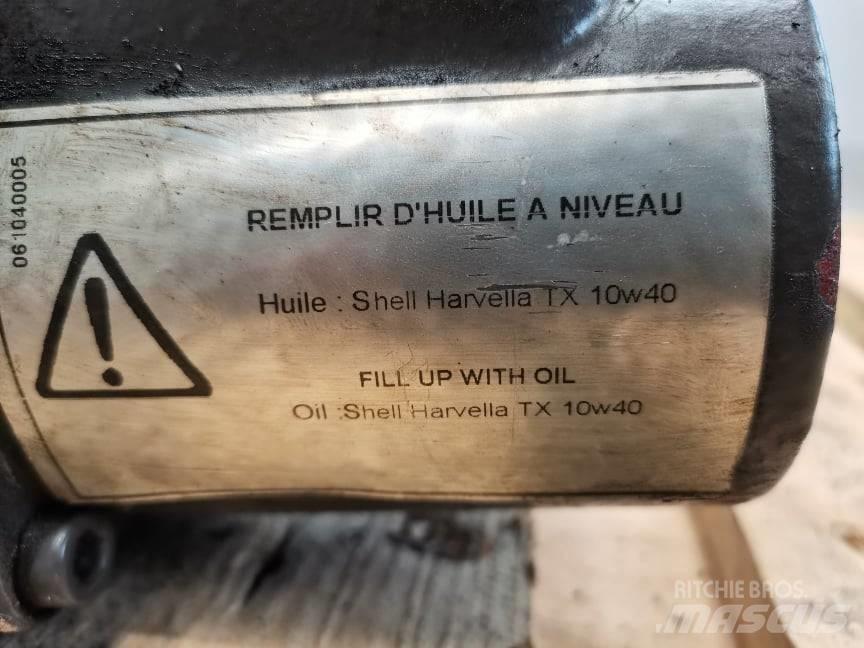 061040005
REMPLIR D'HUILE A NIVEAU
Huile : Shell Harvella TX 10w40
FILL UP WITH OIL
Oil :Shell Harvella TX 10w40
RITCHIE BROS.
MASCUS